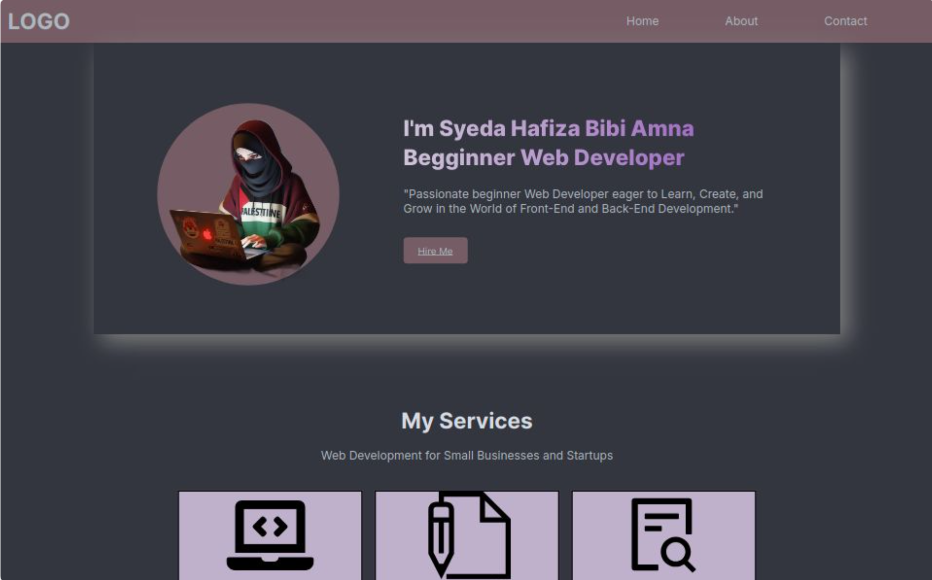 LOGO
Home
About
Contact
I'm Syeda Hafiza Bibi Amna
Begginner Web Developer
"Passionate beginner Web Developer eager to Learn, Create, and
Grow in the World of Front-End and Back-End Development."
Hire Me
My Services
Web Development for Small Businesses and Startups